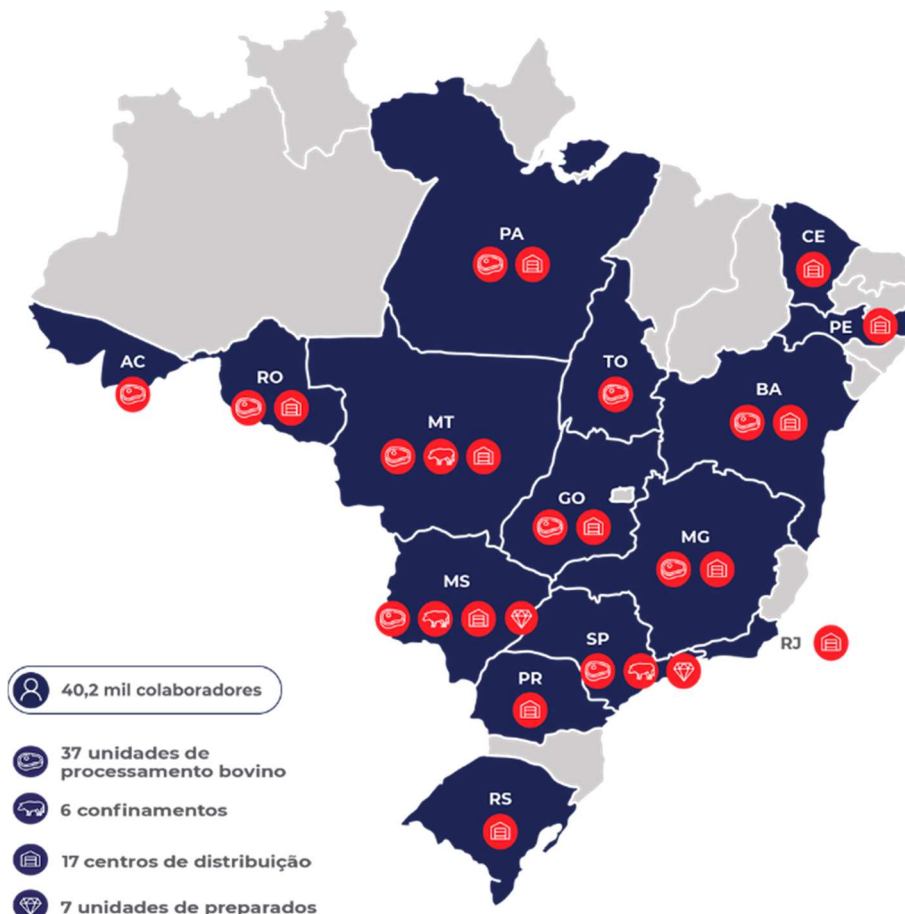 PA
CE
PE
AC
RO
TO
BA
MT
GO
MG
MS
SP
RJ
PR
RS
40,2 mil colaboradores
37 unidades de
processamento bovino
6 confinamentos
17 centros de distribuição
7 unidades de preparados